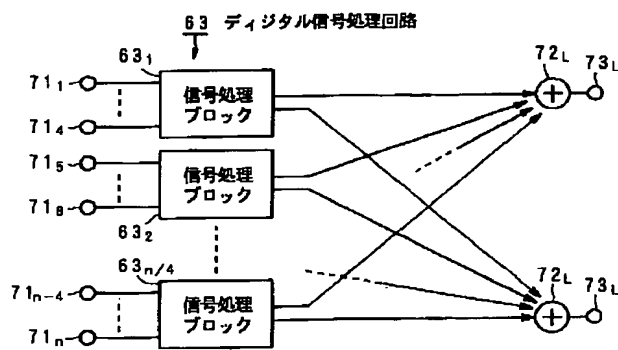 63 ディジタル信号処理回路
63₁
72L
73L
71₁
信号処理
ブロック
71₄
71₅
信号処理
ブロック
71₈
63₂
63n/4
72L
73L
71n-4
信号処理
ブロック
71n